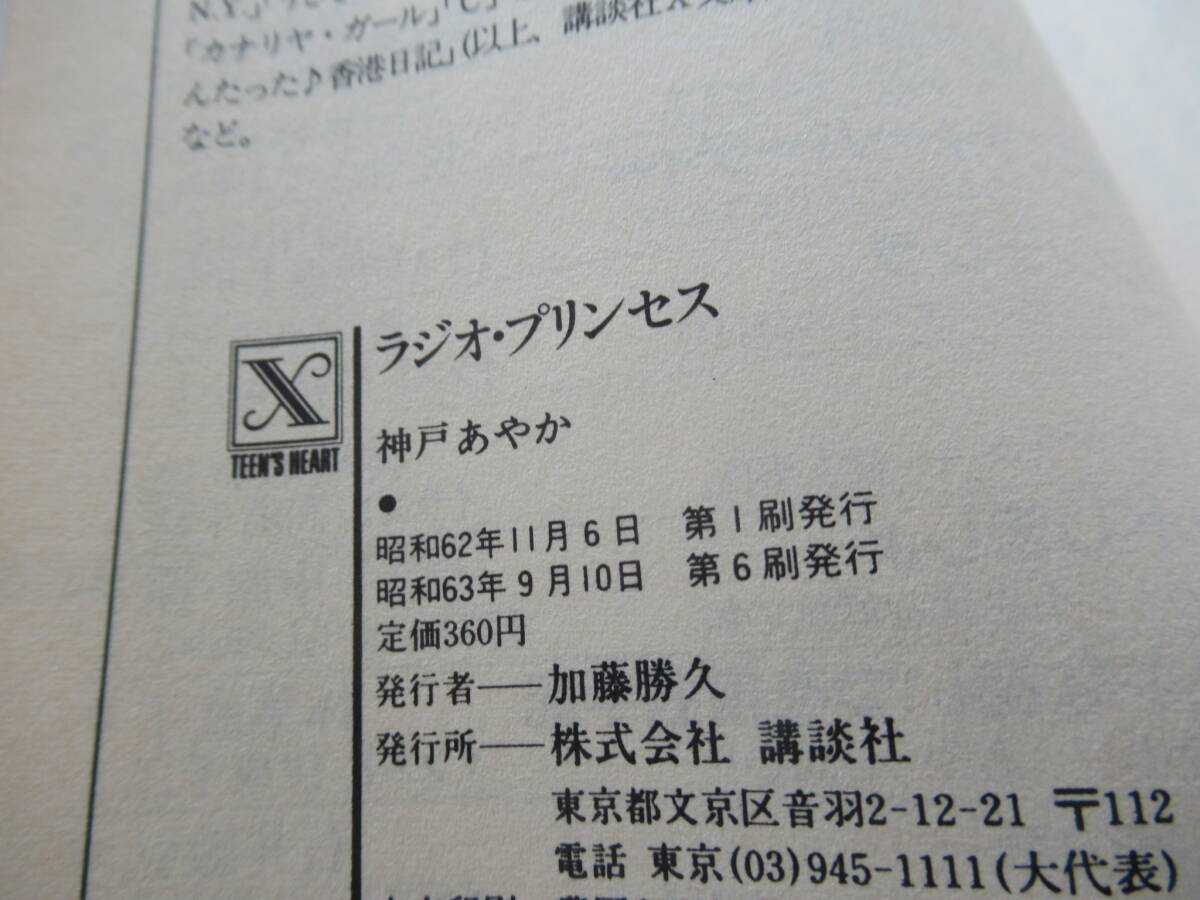 N.Y.」
「カナリヤ・ガール」「C」
んたった♪香港日記」(以上、講談社X文庫
など。
X
TEEN'S HEART
ラジオ・プリンセス
神戸あやか
●
昭和62年11月6日 第1刷発行
昭和63年9月10日 第6刷発行
定価360円
発行者──加藤勝久
発行所──株式会社 講談社
東京都文京区音羽2-12-21 〒112
電話 東京(03)945-1111(大代表)